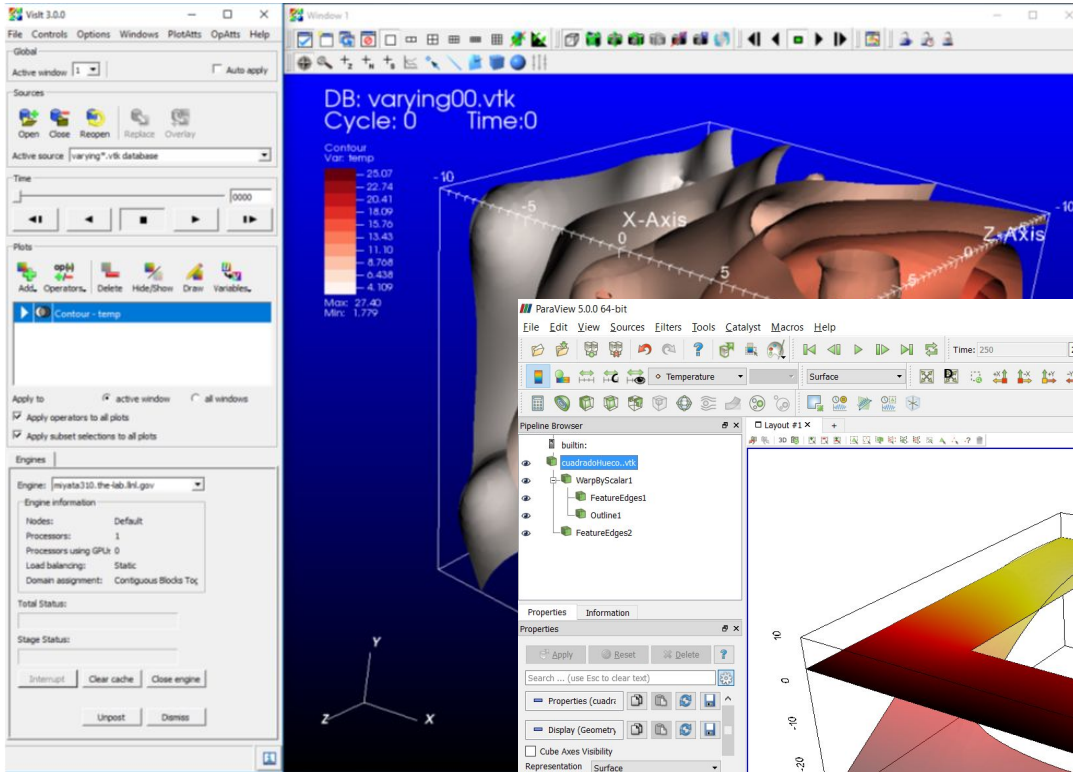 VisIt 3.0.0
File Controls Options Windows PlotAtts OpAtts Help
Global
Active window 1
Auto apply
Sources
Open Close Reopen Replace Overlay
Active source varying*.vtk database
Time
0000
Plots
Add Operators Delete Hide/Show Draw Variables
Contour - temp
Apply to active window all windows
Apply operators to all plots
Apply subset selections to all plots
Engines
Engine: miyata310.the-lab.llnl.gov
Engine information
Nodes: Default
Processors: 1
Processors using GPUs 0
Load balancing: Static
Domain assignment: Contiguous Blocks Tog
Total Status:
Stage Status:
Interrupt Clear cache Close engine
Unpost Dismiss
Window 1
DB: varying00.vtk
Cycle: 0 Time:0
Contour
Var: temp
25.07
22.74
20.41
18.09
15.76
13.43
11.10
8.768
6.438
4.109
Max: 27.40
Min: 1.779
-10
-5
X-Axis
0
5
-10
-5
Z-Axis
0
5
Y
Z X
ParaView 5.0.0 64-bit
File Edit View Sources Filters Tools Catalyst Macros Help
Time: 250
Temperature Surface
Pipeline Browser
Layout #1
builtin:
cuadradoHueco..vtk
WarpByScalar1
FeatureEdges1
Outline1
FeatureEdges2
3D
Properties Information
Properties
Apply Reset Delete ?
Search ... (use Esc to clear text)
Properties (cuadra
Display (Geometry
Cube Axes Visibility
Representation Surface
10
0
-10
-20